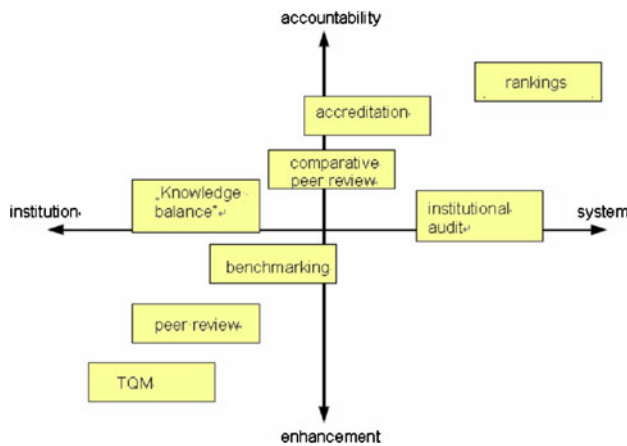 accountability
rankings
accreditation
comparative
peer review
„Knowledge
balance"
institution
institutional
audit
system
benchmarking
peer review
TQM
enhancement